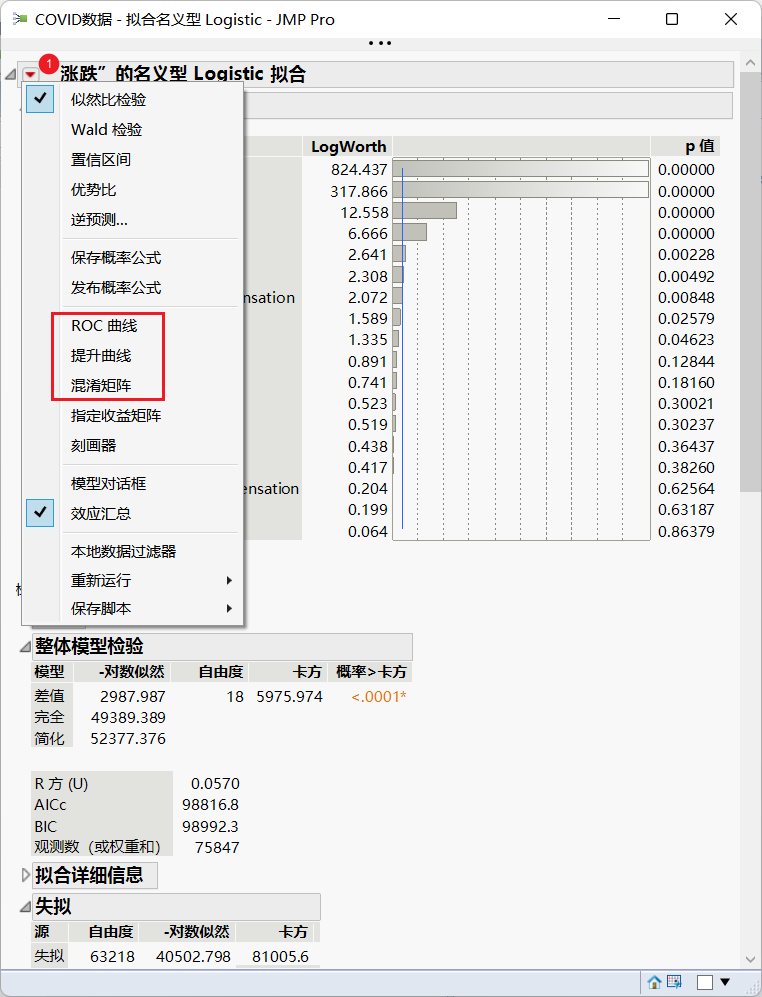 COVID数据 - 拟合名义型 Logistic - JMP Pro
1
“涨跌”的名义型 Logistic 拟合
似然比检验
Wald 检验
置信区间
优势比
逆预测...
保存概率公式
发布概率公式
ROC 曲线
提升曲线
混淆矩阵
指定收益矩阵
刻画器
模型对话框
效应汇总
本地数据过滤器
重新运行
保存脚本
LogWorth p 值
824.437 0.00000
317.866 0.00000
12.558 0.00000
6.666 0.00000
2.641 0.00228
2.308 0.00492
nsation 2.072 0.00848
1.589 0.02579
1.335 0.04623
0.891 0.12844
0.741 0.18160
0.523 0.30021
0.519 0.30237
0.438 0.36437
0.417 0.38260
ensation 0.204 0.62564
0.199 0.63187
0.064 0.86379
整体模型检验
模型 -对数似然 自由度 卡方 概率>卡方
差值 2987.987 18 5975.974 <.0001*
完全 49389.389
简化 52377.376
R 方 (U) 0.0570
AICc 98816.8
BIC 98992.3
观测数（或权重和） 75847
拟合详细信息
失拟
源 自由度 -对数似然 卡方
失拟 63218 40502.798 81005.6